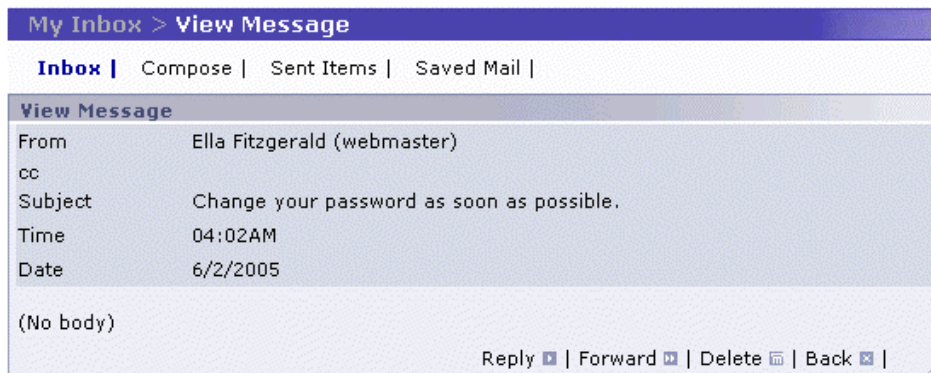 My Inbox > View Message
Inbox | Compose | Sent Items | Saved Mail |
View Message
From Ella Fitzgerald (webmaster)
cc
Subject Change your password as soon as possible.
Time 04:02AM
Date 6/2/2005
(No body)
Reply | Forward | Delete | Back |